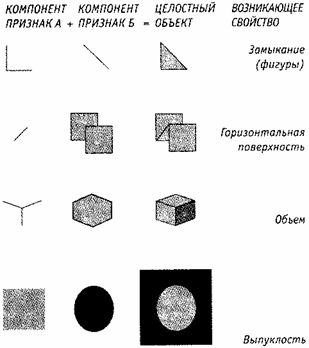 КОМПОНЕНТ КОМПОНЕНТ ЦЕЛОСТНЫЙ ВОЗНИКАЮЩЕЕ
ПРИЗНАК А + ПРИЗНАК Б = ОБЪЕКТ СВОЙСТВО
Замыкание
(фигуры)
Горизонтальная
поверхность
Объем
Выпуклость